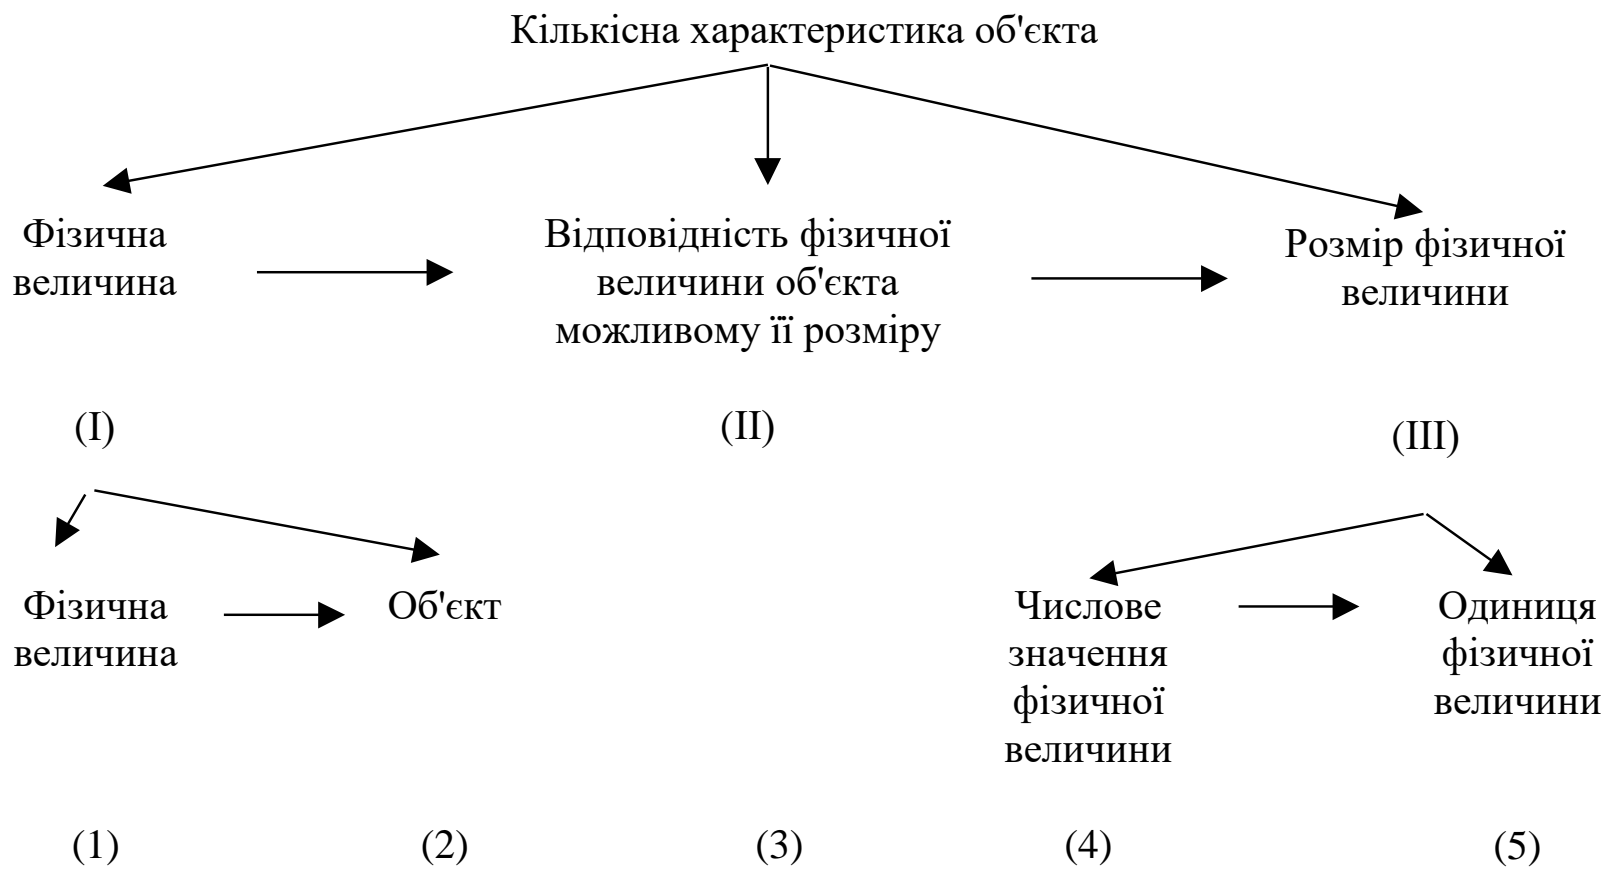 Кількісна характеристика об'єкта
Фізична
величина
Відповідність фізичної
величини об'єкта
можливому її розміру
Розмір фізичної
величини
(I)
(II)
(III)
Фізична
величина
Об'єкт
Числове
значення
фізичної
величини
Одиниця
фізичної
величини
(1)
(2)
(3)
(4)
(5)